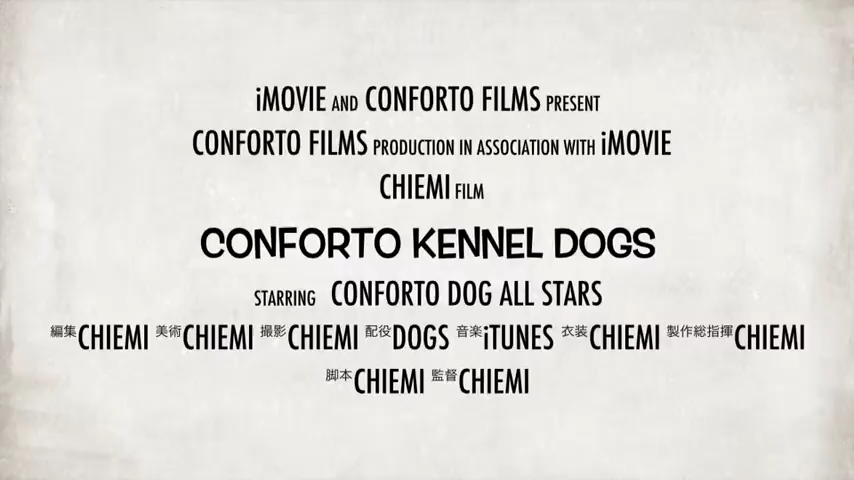 iMOVIE AND CONFORTO FILMS PRESENT
CONFORTO FILMS PRODUCTION IN ASSOCIATION WITH iMOVIE
CHIEMI FILM
CONFORTO KENNEL DOGS
STARRING CONFORTO DOG ALL STARS
編集CHIEMI 美術CHIEMI 撮影CHIEMI 配役DOGS 音楽iTUNES 衣装CHIEMI 製作総指揮CHIEMI
脚本CHIEMI 監督CHIEMI